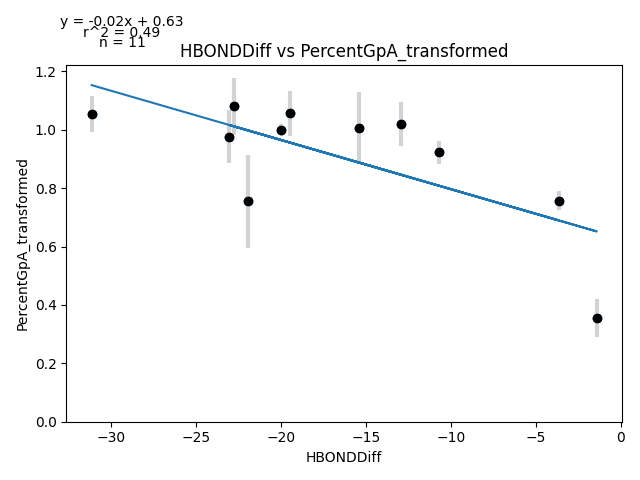 y = -0.02x + 0.63
r^2 = 0.49
n = 11
HBONDDiff vs PercentGpA_transformed
1.2
1.0
0.8
0.6
0.4
0.2
0.0
PercentGpA_transformed
−30
−25
−20
−15
−10
−5
0
HBONDDiff